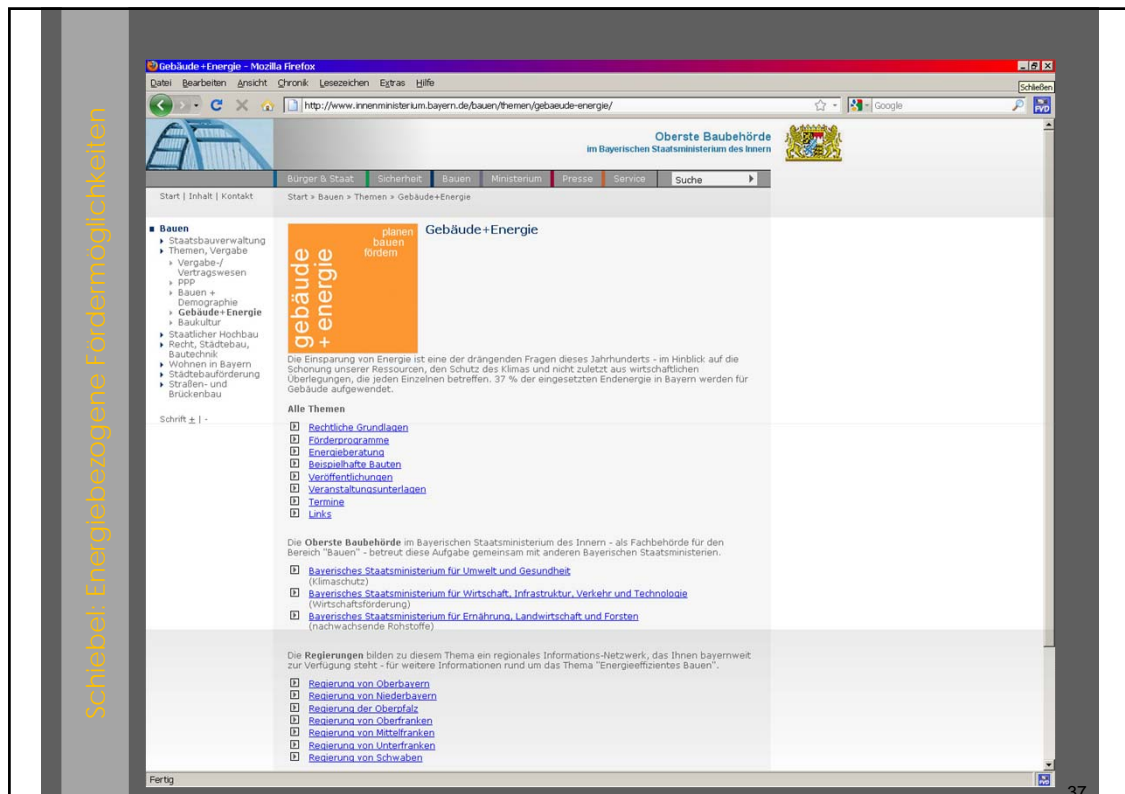 Schiebel: Energiebezogene Fördermöglichkeiten
Gebäude+Energie - Mozilla Firefox
Datei Bearbeiten Ansicht Chronik Lesezeichen Extras Hilfe
Schließen
http://www.innenministerium.bayern.de/bauen/themen/gebaeude-energie/
Google
FVD
Oberste Baubehörde
im Bayerischen Staatsministerium des Innern
Bürger & Staat Sicherheit Bauen Ministerium Presse Service Suche
Start | Inhalt | Kontakt
Start » Bauen » Themen » Gebäude+Energie
Bauen
Staatsbauverwaltung
Themen, Vergabe
Vergabe-/
Vertragswesen
PPP
Bauen +
Demographie
Gebäude+Energie
Baukultur
Staatlicher Hochbau
Recht, Städtebau,
Bautechnik
Wohnen in Bayern
Städtebauförderung
Straßen- und
Brückenbau
Schrift + | -
planen
bauen
fördern
gebäude
+ energie
Gebäude+Energie
Die Einsparung von Energie ist eine der drängenden Fragen dieses Jahrhunderts - im Hinblick auf die
Schonung unserer Ressourcen, den Schutz des Klimas und nicht zuletzt aus wirtschaftlichen
Überlegungen, die jeden Einzelnen betreffen. 37 % der eingesetzten Endenergie in Bayern werden für
Gebäude aufgewendet.
Alle Themen
Rechtliche Grundlagen
Förderprogramme
Energieberatung
Beispielhafte Bauten
Veröffentlichungen
Veranstaltungsunterlagen
Termine
Links
Die Oberste Baubehörde im Bayerischen Staatsministerium des Innern - als Fachbehörde für den
Bereich "Bauen" - betreut diese Aufgabe gemeinsam mit anderen Bayerischen Staatsministerien.
Bayerisches Staatsministerium für Umwelt und Gesundheit
(Klimaschutz)
Bayerisches Staatsministerium für Wirtschaft, Infrastruktur, Verkehr und Technologie
(Wirtschaftsförderung)
Bayerisches Staatsministerium für Ernährung, Landwirtschaft und Forsten
(nachwachsende Rohstoffe)
Die Regierungen bilden zu diesem Thema ein regionales Informations-Netzwerk, das Ihnen bayernweit
zur Verfügung steht - für weitere Informationen rund um das Thema "Energieeffizientes Bauen".
Regierung von Oberbayern
Regierung von Niederbayern
Regierung der Oberpfalz
Regierung von Oberfranken
Regierung von Mittelfranken
Regierung von Unterfranken
Regierung von Schwaben
Fertig
37